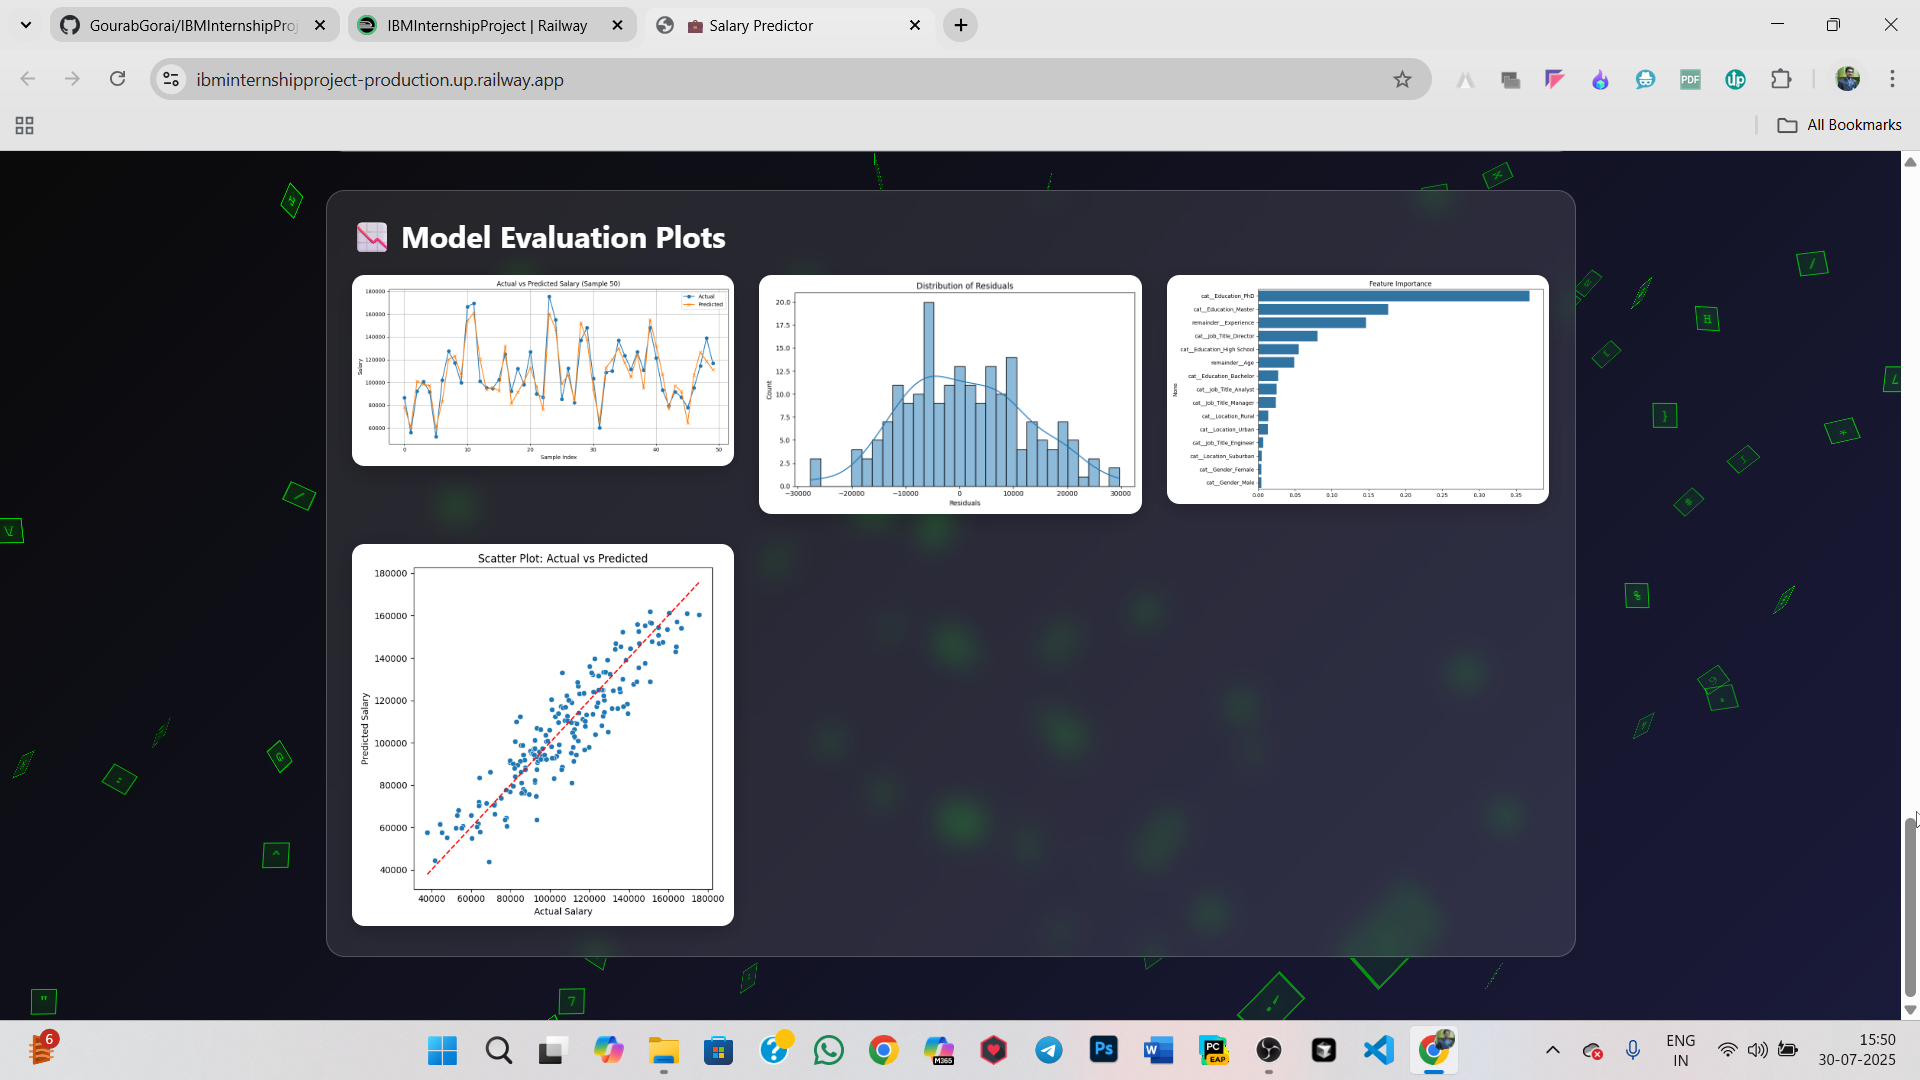 GourabGorai/IBMInternshipProj
IBMInternshipProject | Railway
Salary Predictor
ibminternshipproject-production.up.railway.app
PDF
up
All Bookmarks
Model Evaluation Plots
Actual vs Predicted Salary (Sample 50)
Actual
Predicted
180000
160000
140000
120000
100000
80000
60000
Salary
0 10 20 30 40 50
Sample Index
Distribution of Residuals
20.0
17.5
15.0
12.5
10.0
7.5
5.0
2.5
0.0
Count
−30000 −20000 −10000 0 10000 20000 30000
Residuals
Feature Importance
cat__Education_PhD
cat__Education_Master
remainder__Experience
cat__Job_Title_Director
cat__Education_High School
remainder__Age
cat__Education_Bachelor
cat__Job_Title_Analyst
cat__Job_Title_Manager
cat__Location_Rural
cat__Location_Urban
cat__Job_Title_Engineer
cat__Location_Suburban
cat__Gender_Female
cat__Gender_Male
0.00 0.05 0.10 0.15 0.20 0.25 0.30 0.35
Scatter Plot: Actual vs Predicted
180000
160000
140000
120000
100000
80000
60000
40000
Predicted Salary
40000 60000 80000 100000 120000 140000 160000 180000
Actual Salary
H
}
%
7
6
M365
Ps
W
PC
EAP
ENG
IN
15:50
30-07-2025